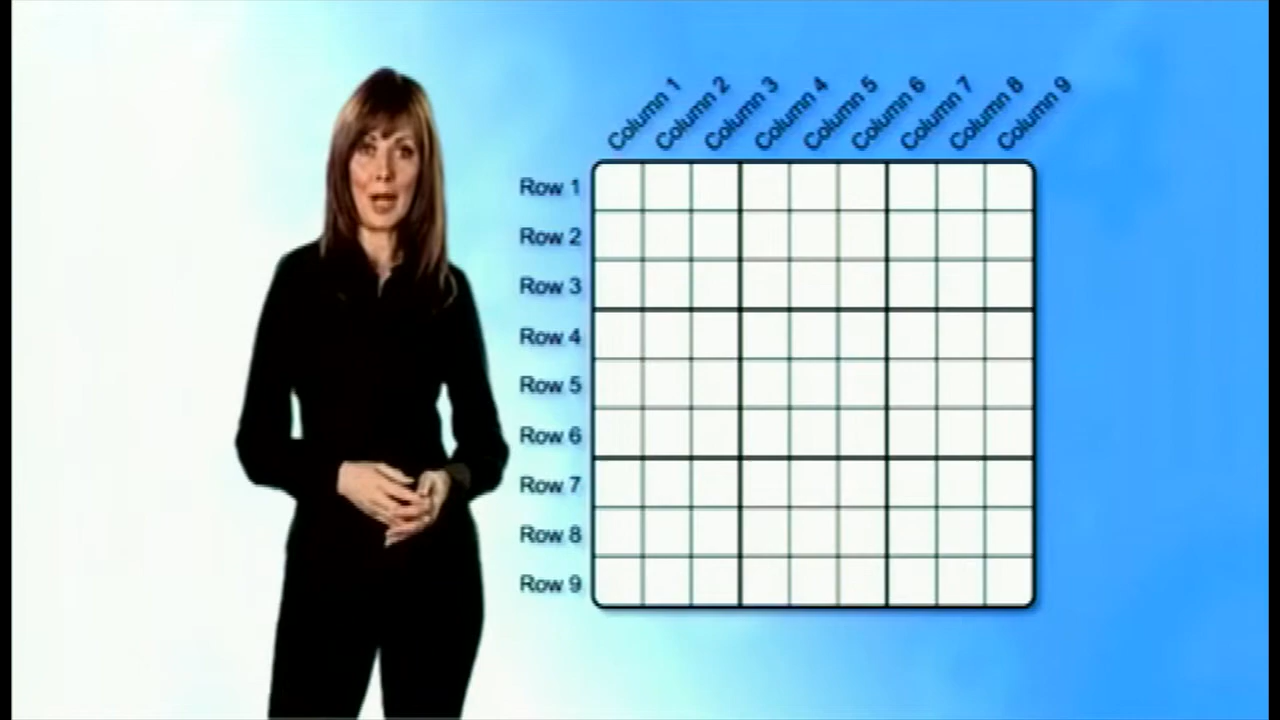 Column 1
Column 2
Column 3
Column 4
Column 5
Column 6
Column 7
Column 8
Column 9
Row 1
Row 2
Row 3
Row 4
Row 5
Row 6
Row 7
Row 8
Row 9